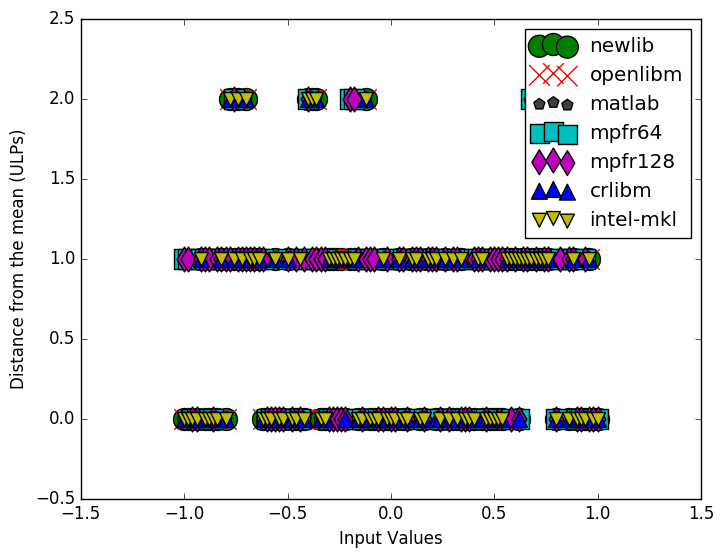 2.5
2.0
1.5
1.0
0.5
0.0
−0.5
−1.5
−1.0
−0.5
0.0
0.5
1.0
1.5
Distance from the mean (ULPs)
Input Values
newlib
openlibm
matlab
mpfr64
mpfr128
crlibm
intel-mkl